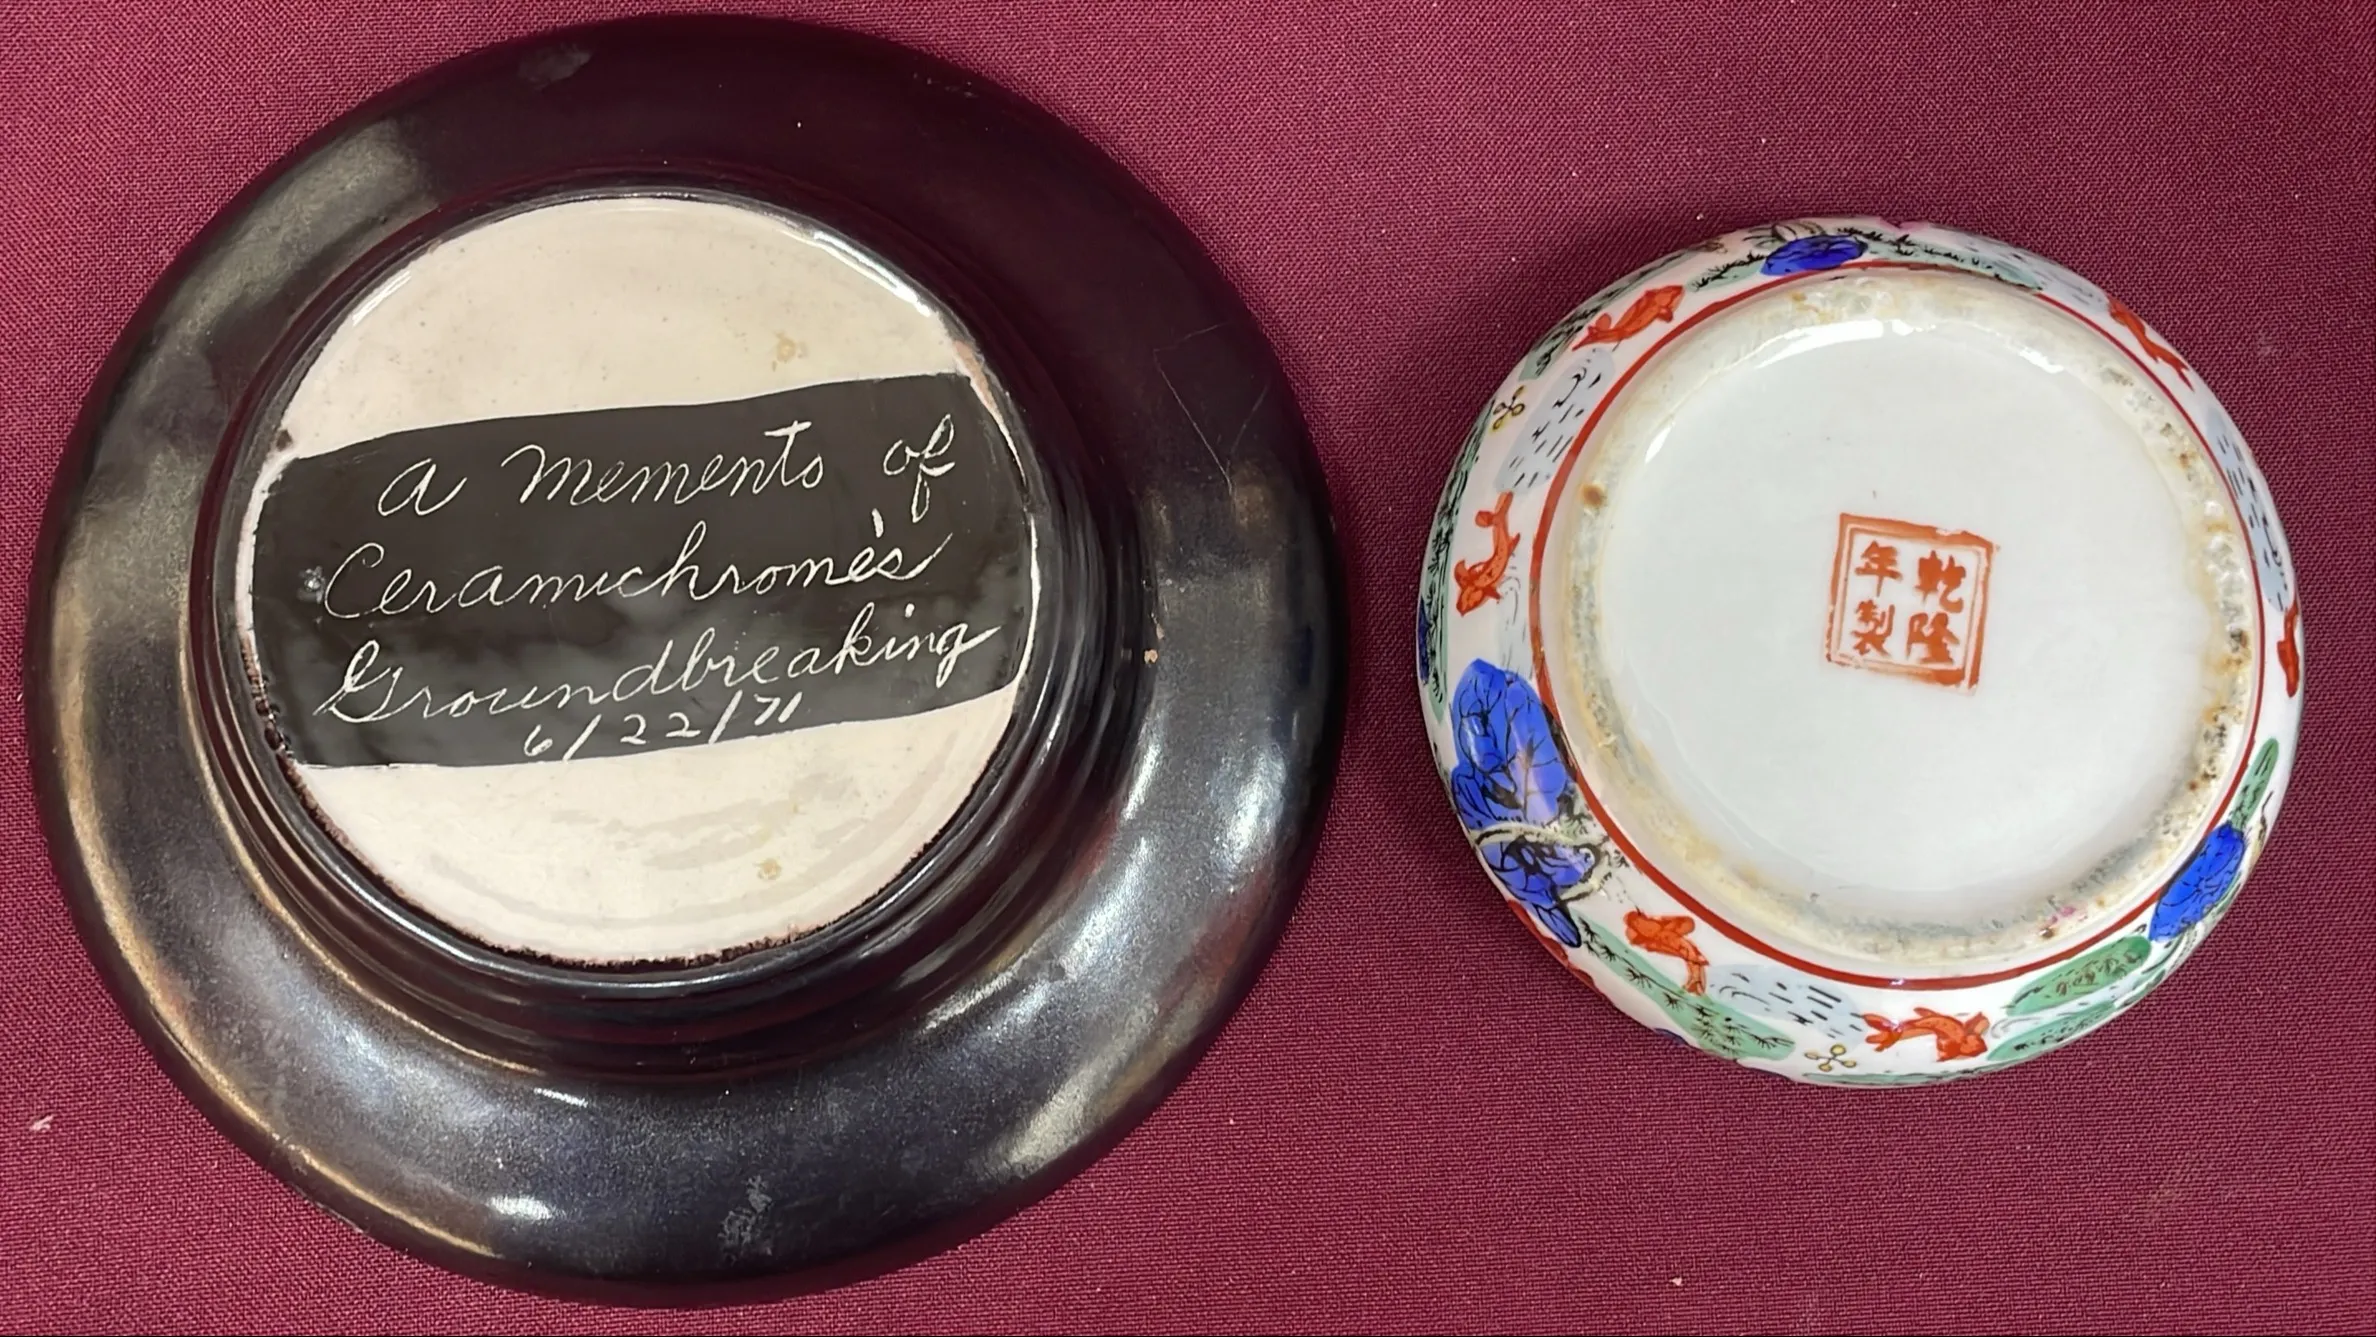 a Memento of
Ceramichrome's
Groundbreaking
6/22/71
乾隆
年製